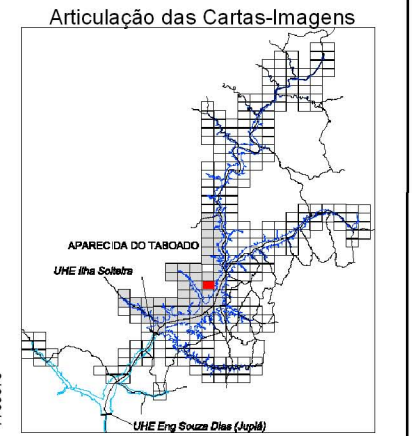 Articulação das Cartas-Imagens
APARECIDA DO TABOADO
UHE Ilha Solteira
UHE Eng Souza Dias (Jupiá)